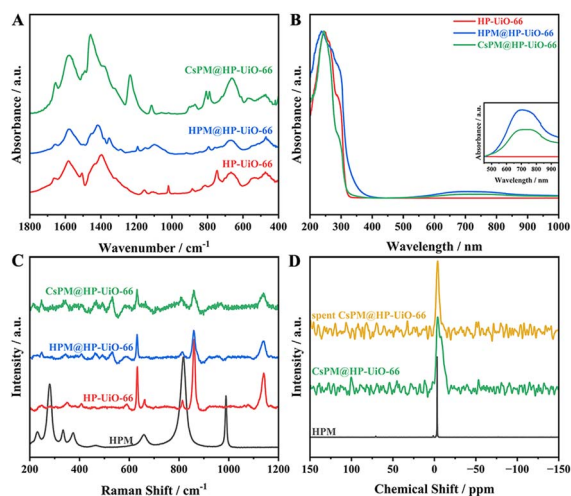 A
CsPM@HP-UiO-66
HPM@HP-UiO-66
HP-UiO-66
Absorbance / a.u.
1800 1600 1400 1200 1000 800 600 400
Wavenumber / cm-1
B
HP-UiO-66
HPM@HP-UiO-66
CsPM@HP-UiO-66
Absorbance / a.u.
Absorbance / a.u.
500 600 700 800 900
Wavelength / nm
200 300 400 500 600 700 800 900 1000
Wavelength / nm
C
CsPM@HP-UiO-66
HPM@HP-UiO-66
HP-UiO-66
HPM
Intensity / a.u.
200 400 600 800 1000 1200
Raman Shift / cm-1
D
spent CsPM@HP-UiO-66
CsPM@HP-UiO-66
HPM
Intensity / a.u.
150 100 50 0 -50 -100 -150
Chemical Shift / ppm